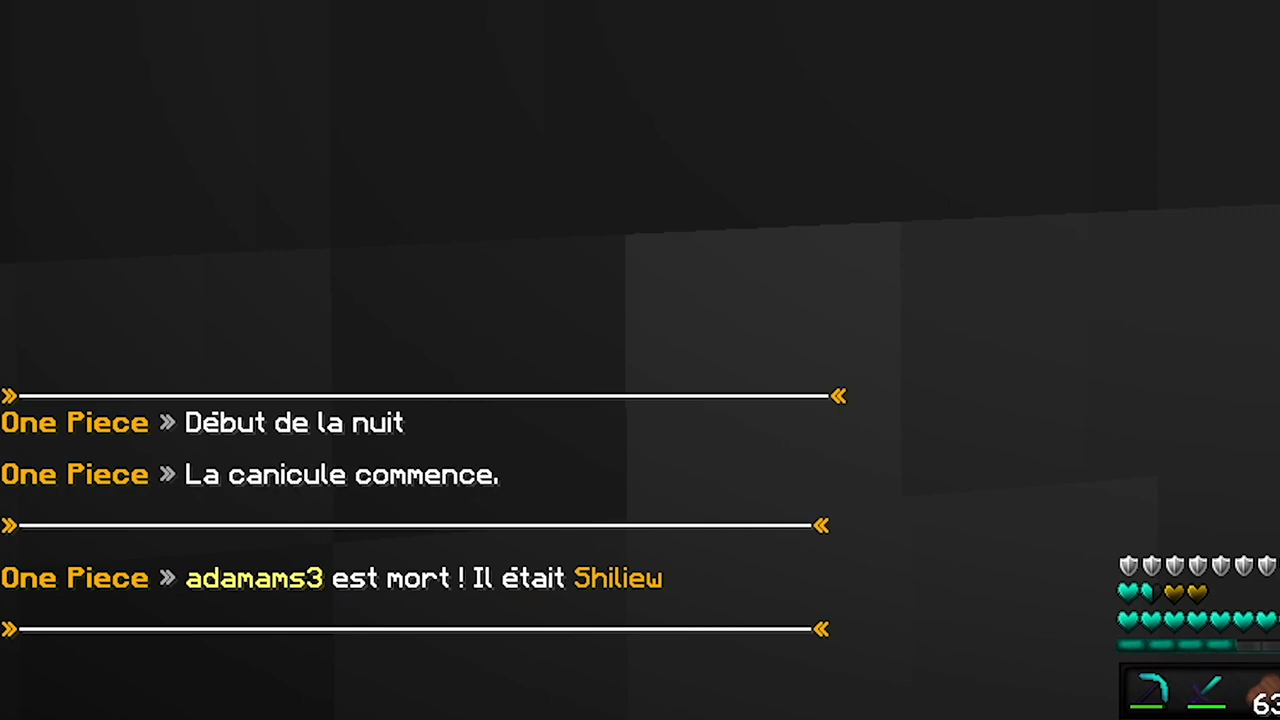 One Piece » Début de la nuit
One Piece » La canicule commence.
One Piece » adamams3 est mort ! Il était Shiliew
63